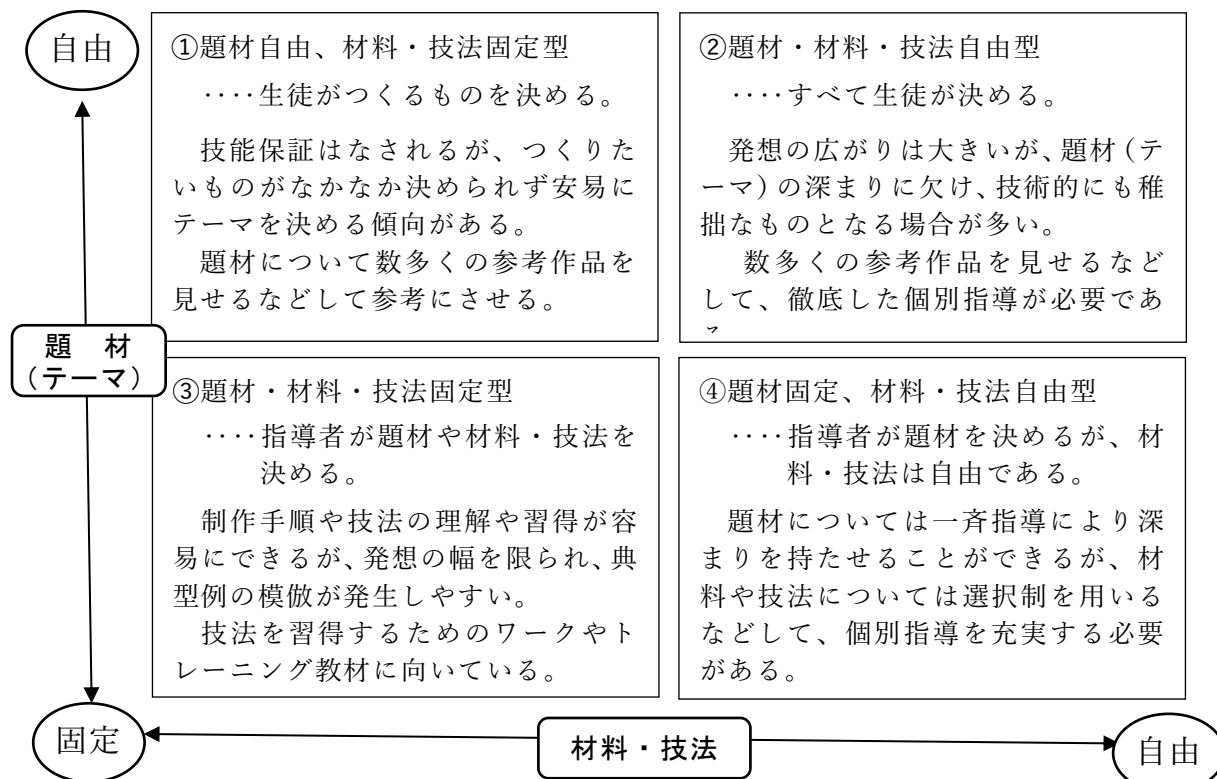 自由
①題材自由、材料・技法固定型
‥‥生徒がつくるものを決める。
技能保証はなされるが、つくりた
いものがなかなか決められず安易に
テーマを決める傾向がある。
題材について数多くの参考作品を
見せるなどして参考にさせる。
②題材・材料・技法自由型
‥‥すべて生徒が決める。
発想の広がりは大きいが、題材(テ
ーマ)の深まりに欠け、技術的にも稚
拙なものとなる場合が多い。
数多くの参考作品を見せるなど
して、徹底した個別指導が必要であ
題 材
(テーマ)
③題材・材料・技法固定型
‥‥指導者が題材や材料・技法を
決める。
制作手順や技法の理解や習得が容
易にできるが、発想の幅を限られ、典
型例の模倣が発生しやすい。
技法を習得するためのワークやト
レーニング教材に向いている。
④題材固定、材料・技法自由型
‥‥指導者が題材を決めるが、材
料・技法は自由である。
題材については一斉指導により深
まりを持たせることができるが、材
料や技法については選択制を用いる
などして、個別指導を充実する必要
がある。
固定
材料・技法
自由